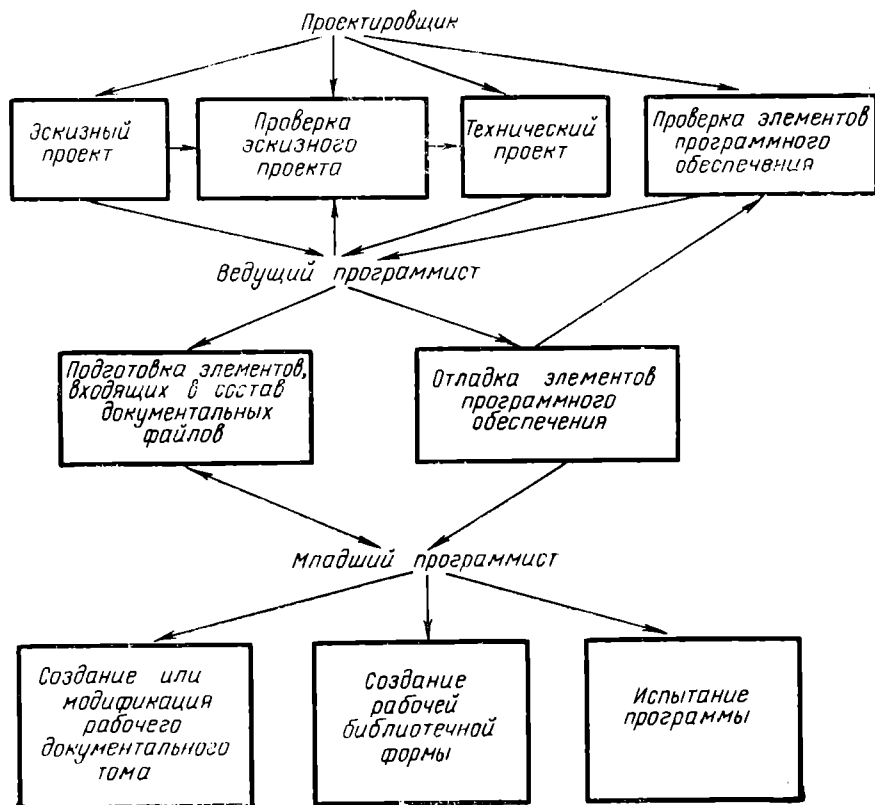 Проектировщик
Эскизный
проект
Проверка
эскизного
проекта
Технический
проект
Проверка элементов
программного
обеспечения
Ведущий программист
Подготовка элементов,
входящих в состав
документальных
файлов
Отладка элементов
программного
обеспечения
Младший программист
Создание или
модификация
рабочего
документального
тома
Создание
рабочей
библиотечной
формы
Испытание
программы